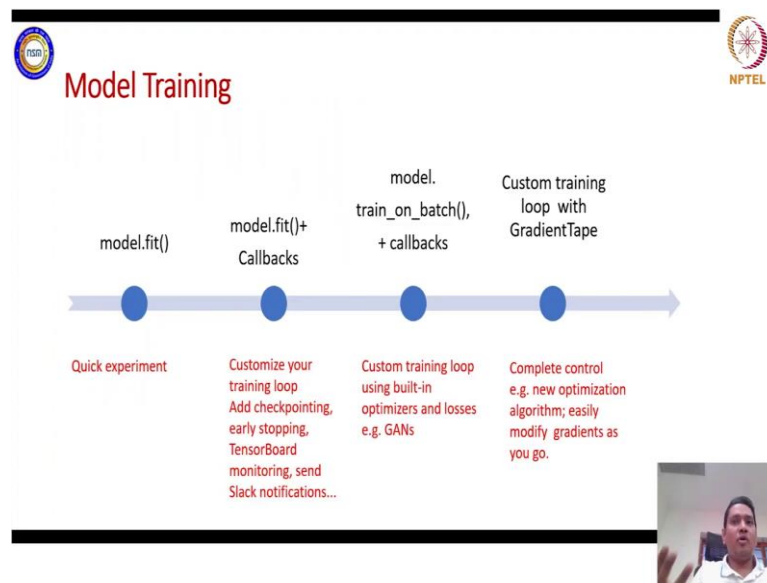 nsm
NPTEL
Model Training
model.fit()
model.fit()+
Callbacks
model.
train_on_batch(),
+ callbacks
Custom training
loop with
GradientTape
Quick experiment
Customize your
training loop
Add checkpointing,
early stopping,
TensorBoard
monitoring, send
Slack notifications...
Custom training loop
using built-in
optimizers and losses
e.g. GANs
Complete control
e.g. new optimization
algorithm; easily
modify gradients as
you go.